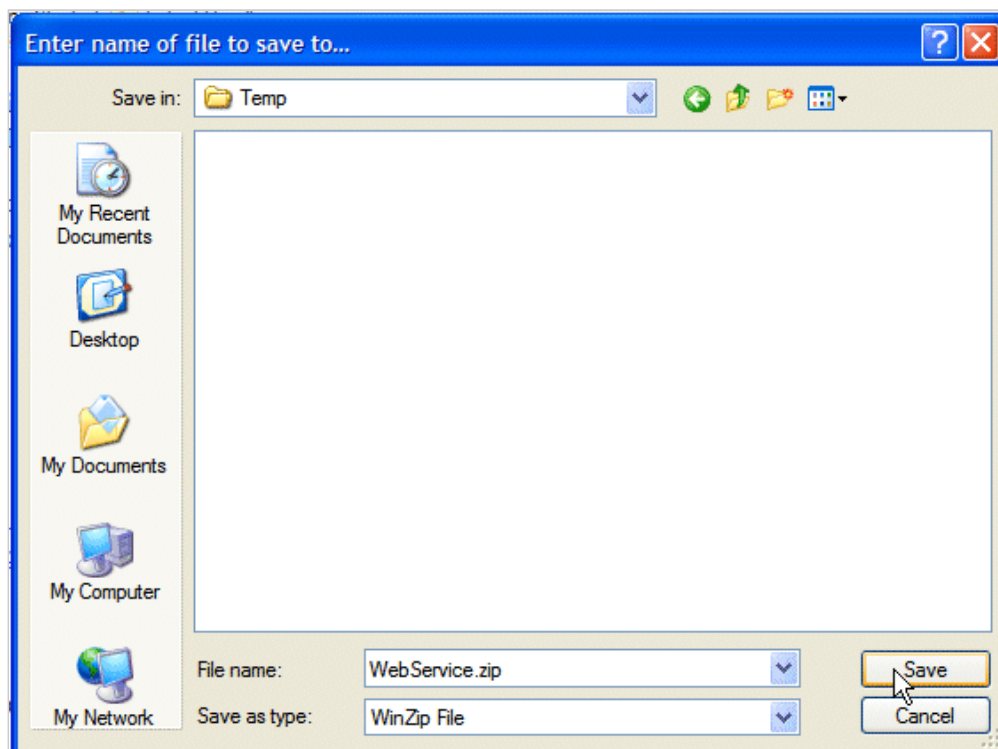 Enter name of file to save to...
?
Save in:
Temp
My Recent
Documents
Desktop
My Documents
My Computer
My Network
File name:
WebService.zip
Save
Save as type:
WinZip File
Cancel